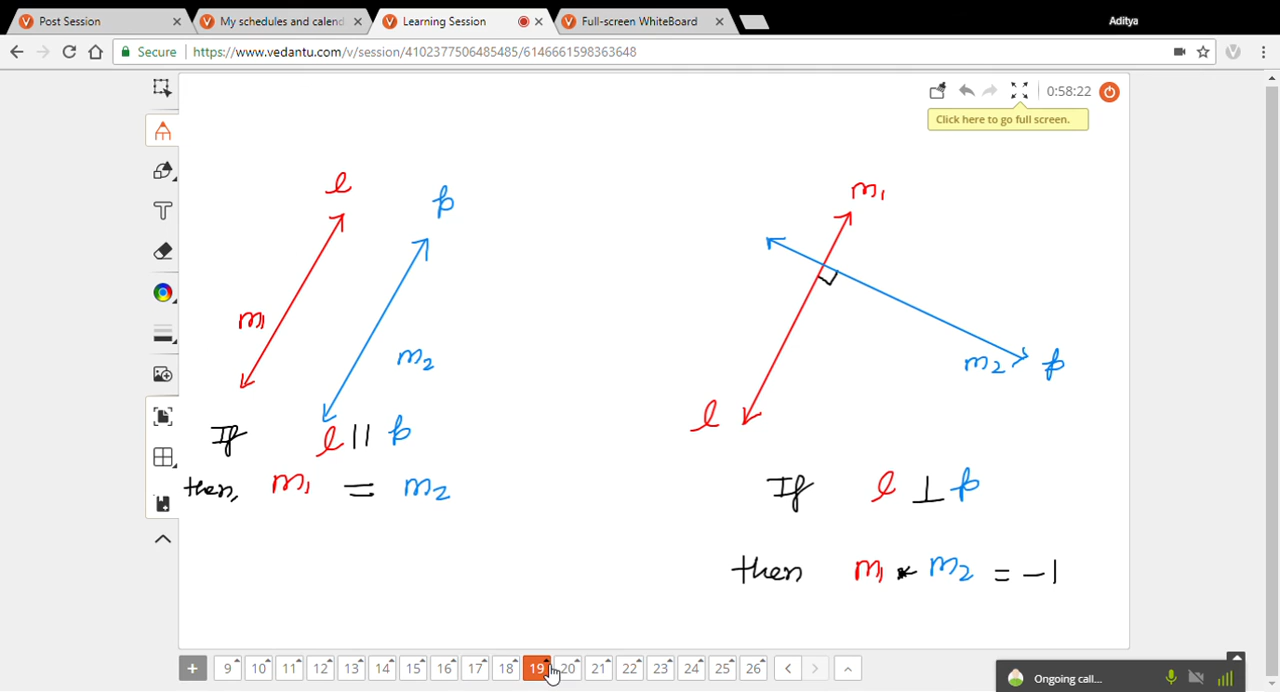 Post Session
My schedules and calend
Learning Session
Full-screen WhiteBoard
Aditya
Secure
https://www.vedantu.com/v/session/4102377506485485/6146661598363648
0:58:22
Click here to go full screen.
l
p
m1
m2
If l || p
then, m1 = m2
m1
m2
p
l
If l ⊥ p
then m1 * m2 = -1
+ 9 10 11 12 13 14 15 16 17 18 19 20 21 22 23 24 25 26
Ongoing call...